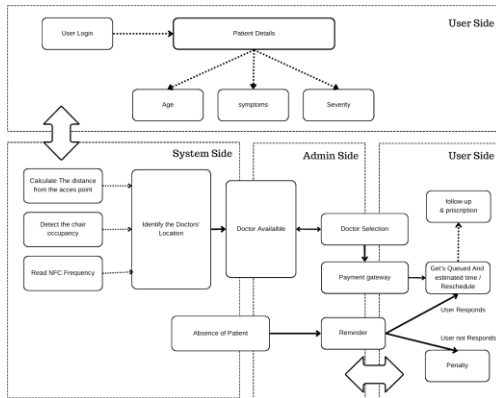 User Side
User Login
Patient Details
Age
symptoms
Severity
System Side
Admin Side
User Side
Calculate The distance
from the acces point
Detect the chair
occupancy
Read NFC Frequency
Identify the Doctors'
Location
Doctor Availaible
Doctor Selection
Payment gateway
follow-up
& priscription
Get's Queued And
estimated time /
Reschedule
User Responds
Absence of Patient
Reminder
User not Responds
Penalty